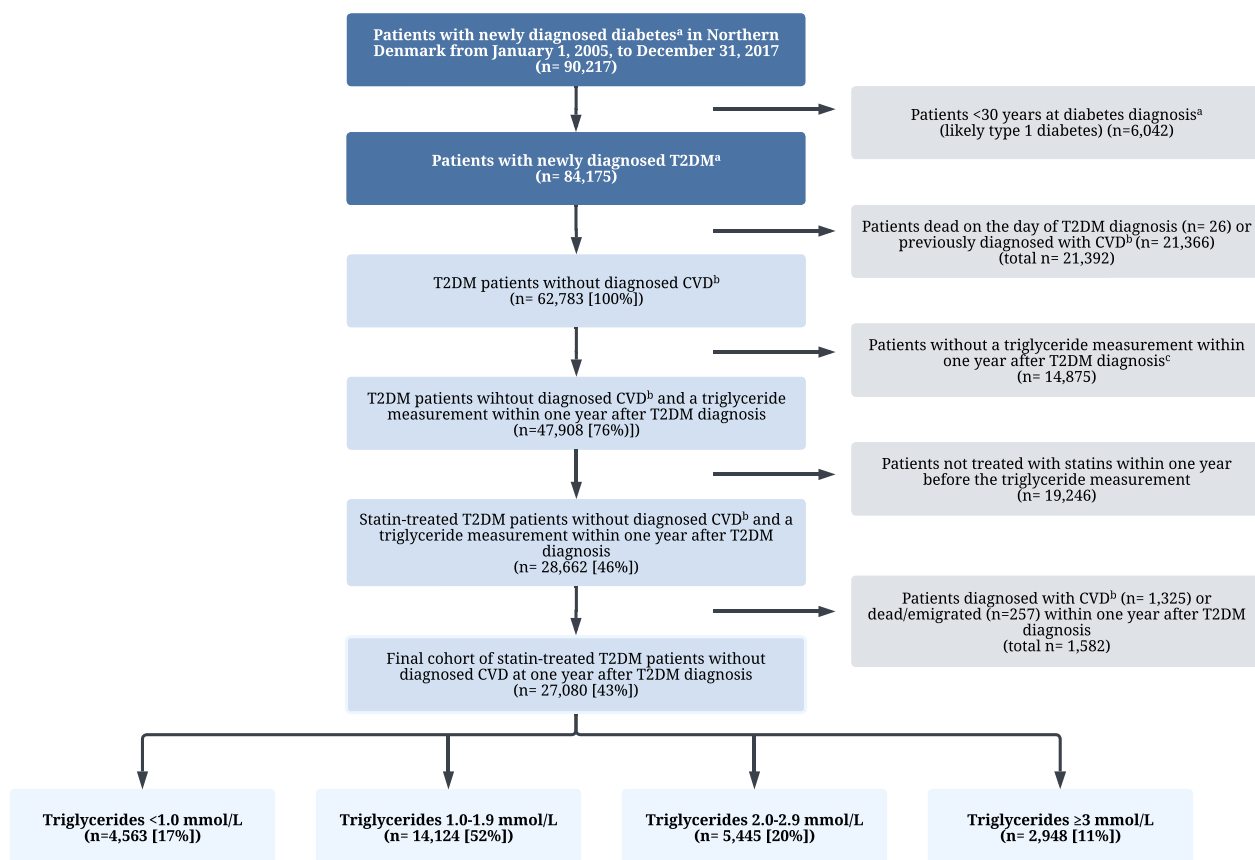 Patients with newly diagnosed diabetesᵃ in Northern
Denmark from January 1, 2005, to December 31, 2017
(n= 90,217)
Patients <30 years at diabetes diagnosisᵃ
(likely type 1 diabetes) (n=6,042)
Patients with newly diagnosed T2DMᵃ
(n= 84,175)
Patients dead on the day of T2DM diagnosis (n= 26) or
previously diagnosed with CVDᵇ (n= 21,366)
(total n= 21,392)
T2DM patients without diagnosed CVDᵇ
(n= 62,783 [100%])
Patients without a triglyceride measurement within
one year after T2DM diagnosisᶜ
(n= 14,875)
T2DM patients wihtout diagnosed CVDᵇ and a triglyceride
measurement within one year after T2DM diagnosis
(n=47,908 [76%)])
Patients not treated with statins within one year
before the triglyceride measurement
(n= 19,246)
Statin-treated T2DM patients without diagnosed CVDᵇ and a
triglyceride measurement within one year after T2DM
diagnosis
(n= 28,662 [46%])
Patients diagnosed with CVDᵇ (n= 1,325) or
dead/emigrated (n=257) within one year after T2DM
diagnosis
(total n= 1,582)
Final cohort of statin-treated T2DM patients without
diagnosed CVD at one year after T2DM diagnosis
(n= 27,080 [43%])
Triglycerides <1.0 mmol/L
(n=4,563 [17%])
Triglycerides 1.0-1.9 mmol/L
(n= 14,124 [52%])
Triglycerides 2.0-2.9 mmol/L
(n= 5,445 [20%])
Triglycerides ≥3 mmol/L
(n= 2,948 [11%])